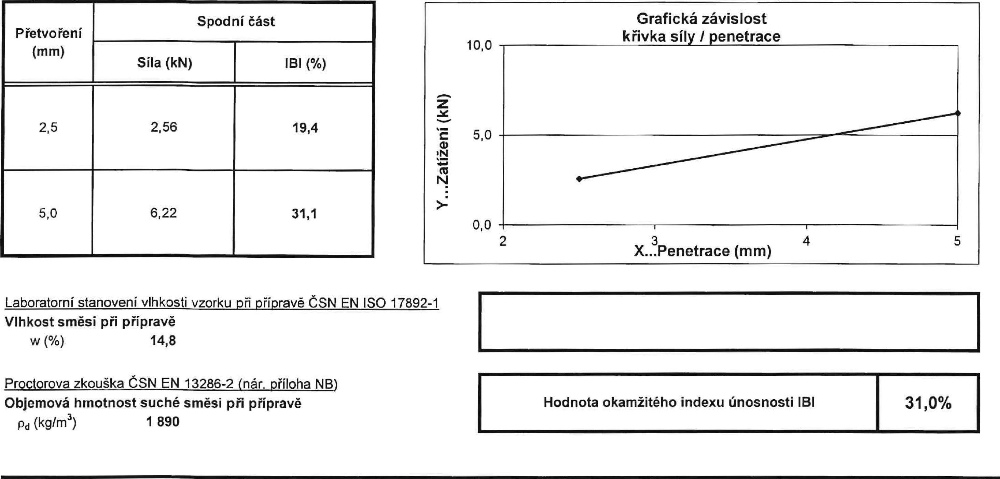 Přetvoření
(mm)
Spodní část
Síla (kN)
IBI (%)
2,5
2,56
19,4
5,0
6,22
31,1
Grafická závislost
křivka síly / penetrace
Y...Zatížení (kN)
10,0
5,0
0,0
2
3
4
5
X...Penetrace (mm)
Laboratorní stanovení vlhkosti vzorku při přípravě ČSN EN ISO 17892-1
Vlhkost směsi při přípravě
w (%) 14,8
Proctorova zkouška ČSN EN 13286-2 (nár. příloha NB)
Objemová hmotnost suché směsi při přípravě
ρd (kg/m³) 1 890
Hodnota okamžitého indexu únosnosti IBI
31,0%